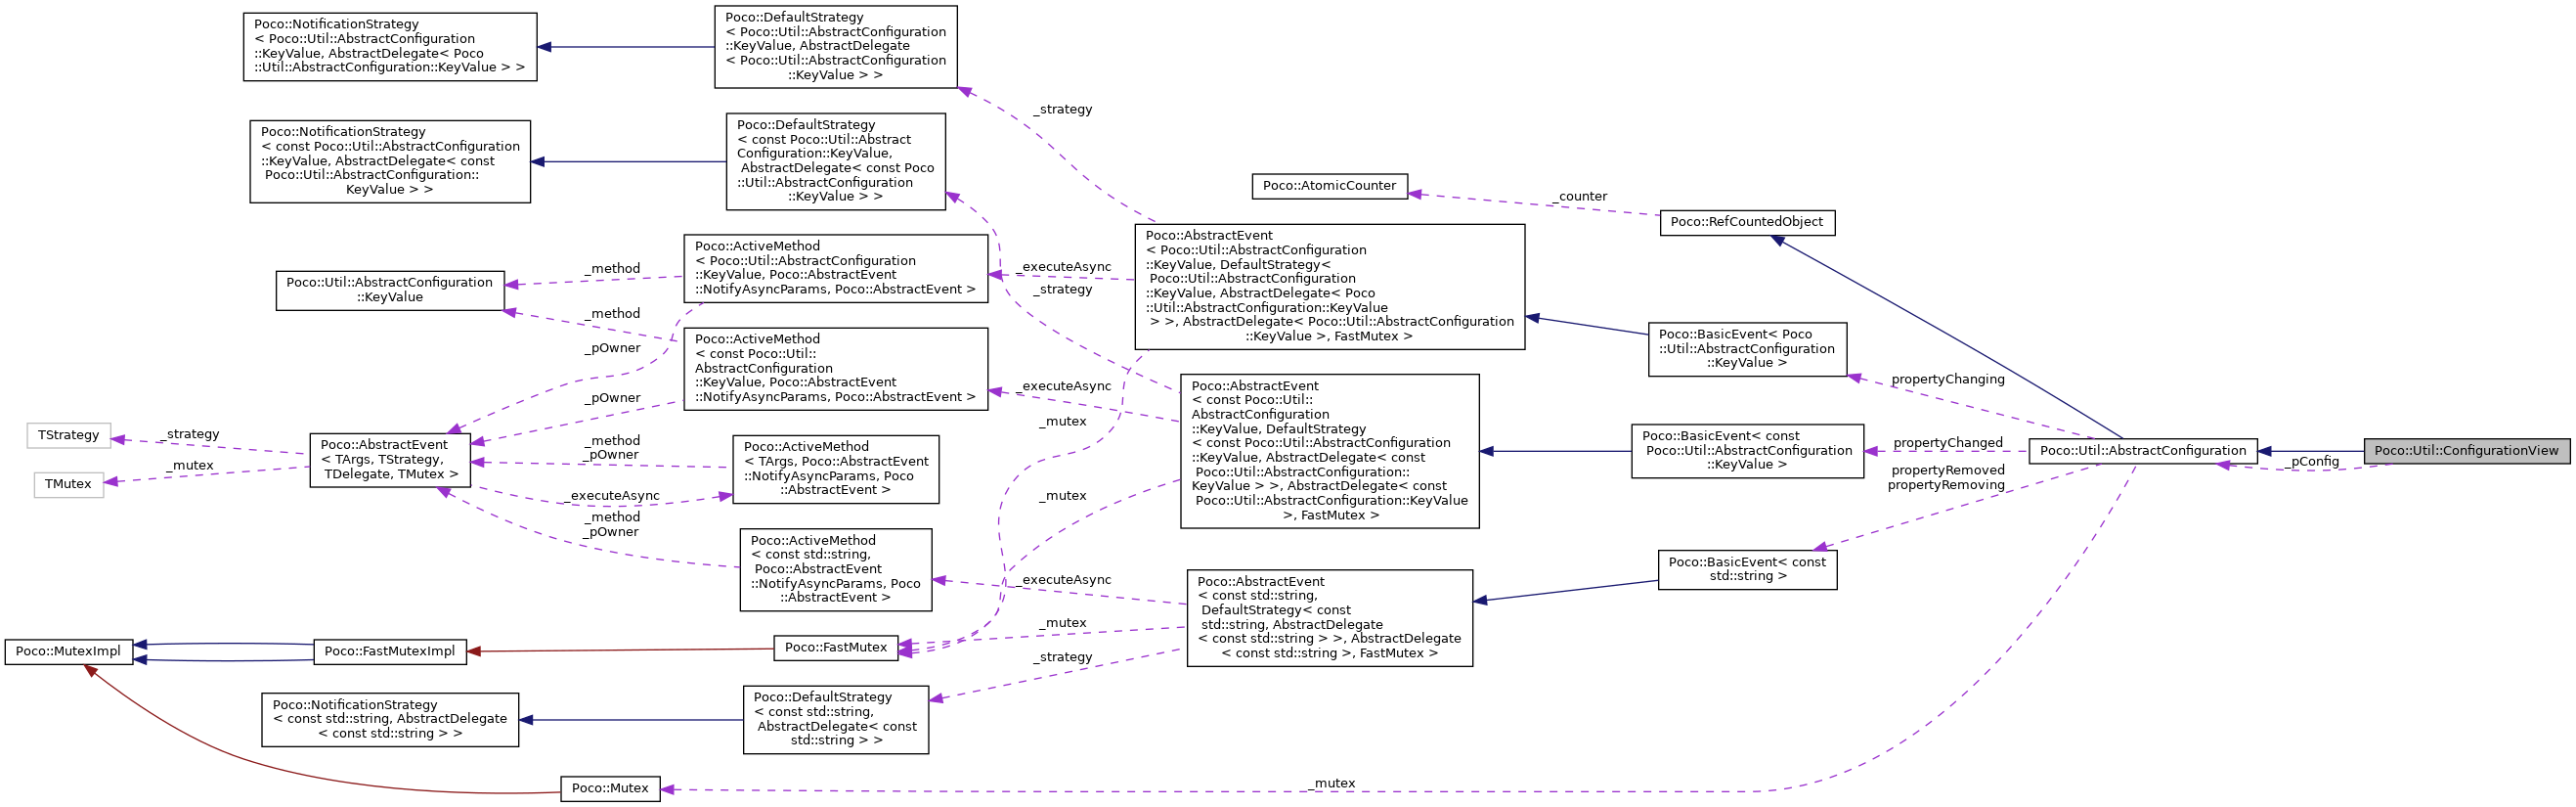 Poco::NotificationStrategy
< Poco::Util::AbstractConfiguration
::KeyValue, AbstractDelegate< Poco
::Util::AbstractConfiguration::KeyValue > >
Poco::DefaultStrategy
< Poco::Util::AbstractConfiguration
::KeyValue, AbstractDelegate
< Poco::Util::AbstractConfiguration
::KeyValue > >
_strategy
Poco::NotificationStrategy
< const Poco::Util::AbstractConfiguration
::KeyValue, AbstractDelegate< const
Poco::Util::AbstractConfiguration::
KeyValue > >
Poco::DefaultStrategy
< const Poco::Util::Abstract
Configuration::KeyValue,
AbstractDelegate< const Poco
::Util::AbstractConfiguration
::KeyValue > >
Poco::AtomicCounter
_counter
Poco::RefCountedObject
Poco::Util::AbstractConfiguration
::KeyValue
_method
_method
_pOwner
Poco::ActiveMethod
< Poco::Util::AbstractConfiguration
::KeyValue, Poco::AbstractEvent
::NotifyAsyncParams, Poco::AbstractEvent >
_executeAsync
_strategy
Poco::AbstractEvent
< Poco::Util::AbstractConfiguration
::KeyValue, DefaultStrategy<
Poco::Util::AbstractConfiguration
::KeyValue, AbstractDelegate< Poco
::Util::AbstractConfiguration::KeyValue
> >, AbstractDelegate< Poco::Util::AbstractConfiguration
::KeyValue >, FastMutex >
Poco::BasicEvent< Poco
::Util::AbstractConfiguration
::KeyValue >
propertyChanging
Poco::ActiveMethod
< const Poco::Util::
AbstractConfiguration
::KeyValue, Poco::AbstractEvent
::NotifyAsyncParams, Poco::AbstractEvent >
_pOwner
_executeAsync
_mutex
Poco::AbstractEvent
< const Poco::Util::
AbstractConfiguration
::KeyValue, DefaultStrategy
< const Poco::Util::AbstractConfiguration
::KeyValue, AbstractDelegate< const
Poco::Util::AbstractConfiguration::
KeyValue > >, AbstractDelegate< const
Poco::Util::AbstractConfiguration::KeyValue
>, FastMutex >
Poco::BasicEvent< const
Poco::Util::AbstractConfiguration
::KeyValue >
propertyChanged
propertyRemoved
propertyRemoving
Poco::Util::AbstractConfiguration
_pConfig
Poco::Util::ConfigurationView
TStrategy
_strategy
TMutex
_mutex
Poco::AbstractEvent
< TArgs, TStrategy,
TDelegate, TMutex >
_method
_pOwner
_executeAsync
Poco::ActiveMethod
< TArgs, Poco::AbstractEvent
::NotifyAsyncParams, Poco
::AbstractEvent >
_mutex
_method
_pOwner
Poco::ActiveMethod
< const std::string,
Poco::AbstractEvent
::NotifyAsyncParams, Poco
::AbstractEvent >
_executeAsync
Poco::AbstractEvent
< const std::string,
DefaultStrategy< const
std::string, AbstractDelegate
< const std::string > >, AbstractDelegate
< const std::string >, FastMutex >
Poco::BasicEvent< const
std::string >
Poco::MutexImpl
Poco::FastMutexImpl
Poco::FastMutex
_mutex
_strategy
Poco::NotificationStrategy
< const std::string, AbstractDelegate
< const std::string > >
Poco::DefaultStrategy
< const std::string,
AbstractDelegate< const
std::string > >
Poco::Mutex
_mutex